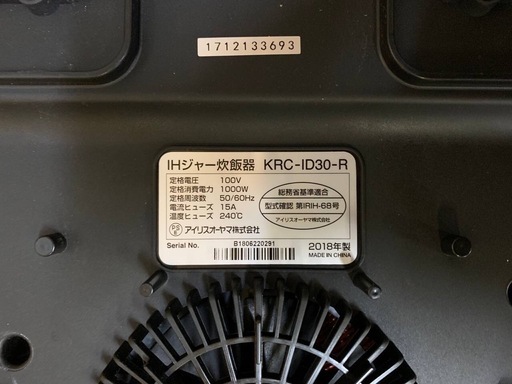 1712133693
IHジャー炊飯器 KRC-ID30-R
定格電圧 100V
定格消費電力 1000W
定格周波数 50/60Hz
電流ヒューズ 15A
温度ヒューズ 240℃
総務省基準適合
型式確認 第IRIH-68号
アイリスオーヤマ株式会社
PSE アイリスオーヤマ株式会社
Serial No. B1806220291
2018年製
MADE IN CHINA